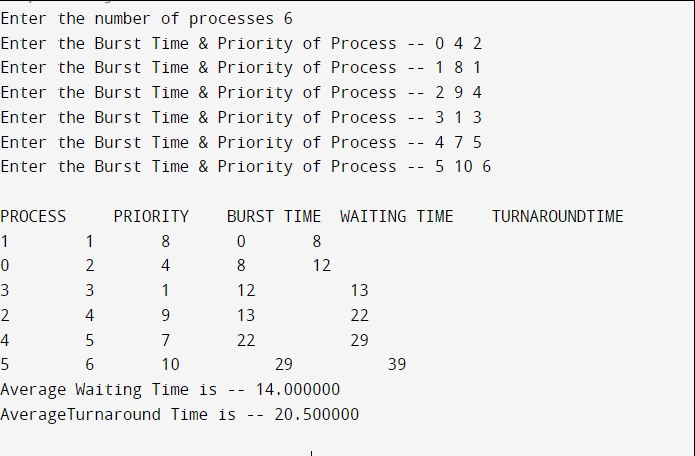 Enter the number of processes 6
Enter the Burst Time & Priority of Process -- 0 4 2
Enter the Burst Time & Priority of Process -- 1 8 1
Enter the Burst Time & Priority of Process -- 2 9 4
Enter the Burst Time & Priority of Process -- 3 1 3
Enter the Burst Time & Priority of Process -- 4 7 5
Enter the Burst Time & Priority of Process -- 5 10 6
PROCESS PRIORITY BURST TIME WAITING TIME TURNAROUNDTIME
1 1 8 0 8
0 2 4 8 12
3 3 1 12 13
2 4 9 13 22
4 5 7 22 29
5 6 10 29 39
Average Waiting Time is -- 14.000000
AverageTurnaround Time is -- 20.500000